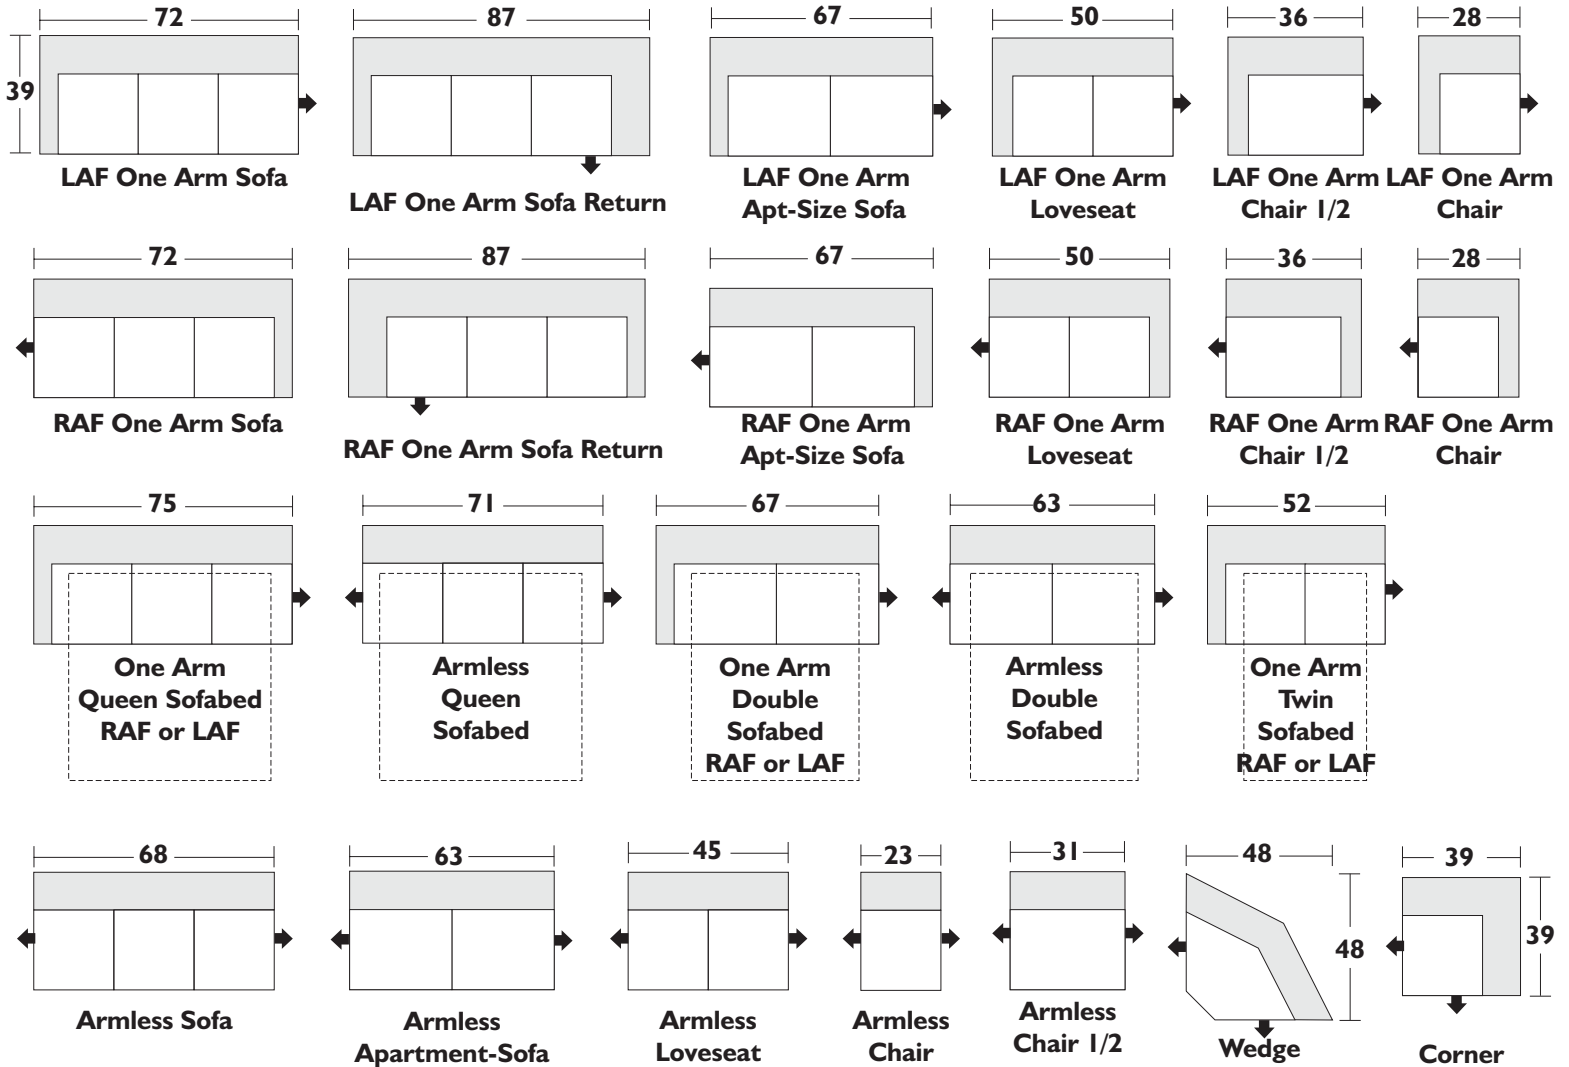 72
87
67
50
36
28
39
LAF One Arm Sofa
LAF One Arm Sofa Return
LAF One Arm
Apt-Size Sofa
LAF One Arm
Loveseat
LAF One Arm
Chair 1/2
LAF One Arm
Chair
72
87
67
50
36
28
RAF One Arm Sofa
RAF One Arm Sofa Return
RAF One Arm
Apt-Size Sofa
RAF One Arm
Loveseat
RAF One Arm
Chair 1/2
RAF One Arm
Chair
75
71
67
63
52
One Arm
Queen Sofabed
RAF or LAF
Armless
Queen
Sofabed
One Arm
Double
Sofabed
RAF or LAF
Armless
Double
Sofabed
One Arm
Twin
Sofabed
RAF or LAF
68
63
45
23
31
48
48
39
39
Armless Sofa
Armless
Apartment-Sofa
Armless
Loveseat
Armless
Chair
Armless
Chair 1/2
Wedge
Corner